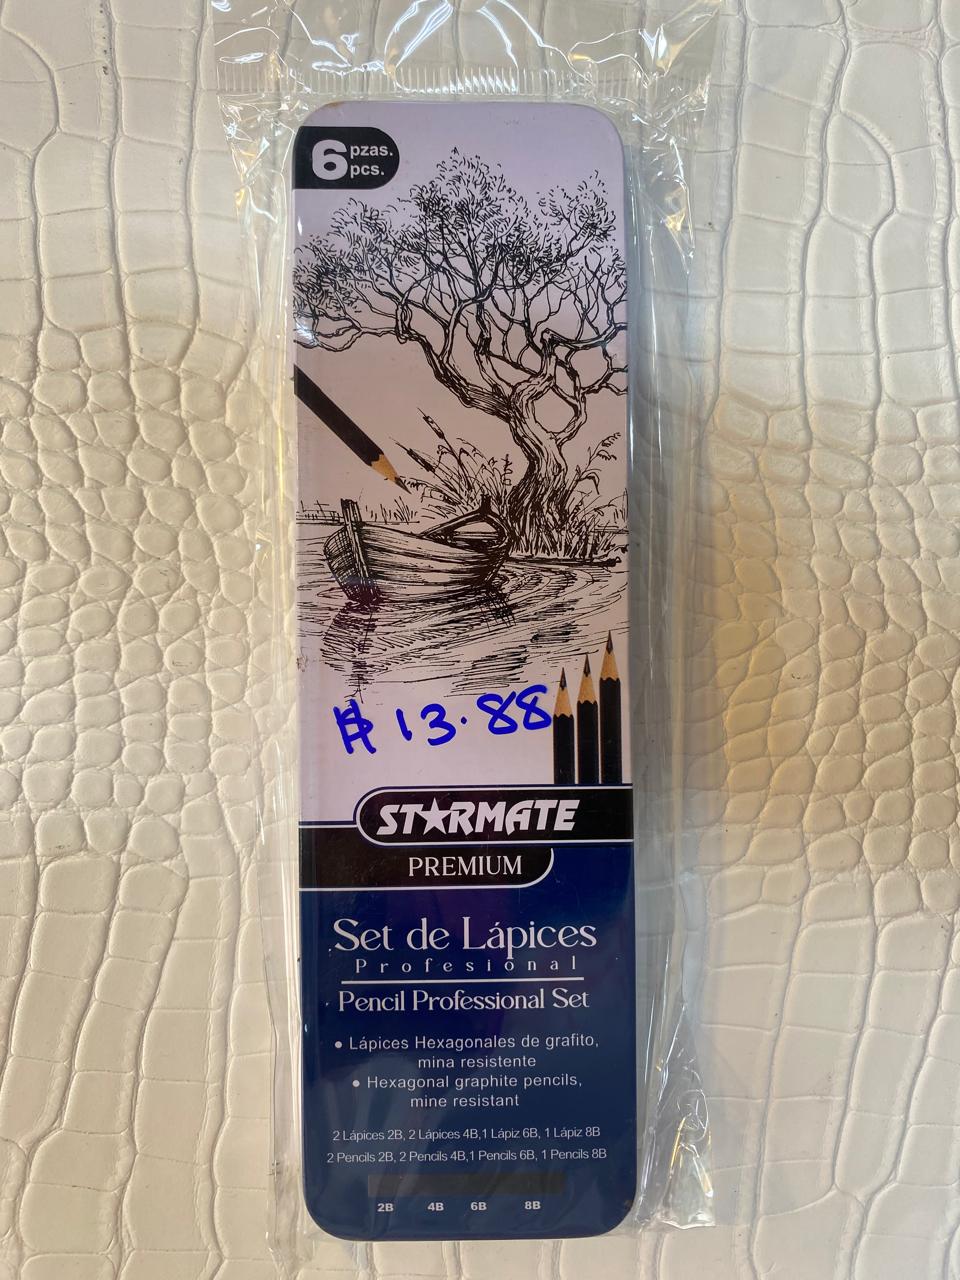 6 pzas.
pcs.
$ 13.88
STARMATE
PREMIUM
Set de Lápices
Profesional
Pencil Professional Set
• Lápices Hexagonales de grafito,
mina resistente
• Hexagonal graphite pencils,
mine resistant
2 Lápices 2B, 2 Lápices 4B,1 Lápiz 6B, 1 Lápiz 8B
2 Pencils 2B, 2 Pencils 4B,1 Pencils 6B, 1 Pencils 8B
2B 4B 6B 8B